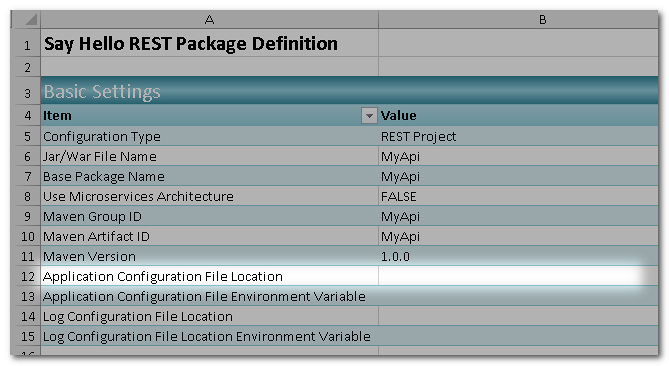 A B
1 Say Hello REST Package Definition
2
3 Basic Settings
4 Item Value
5 Configuration Type REST Project
6 Jar/War File Name MyApi
7 Base Package Name MyApi
8 Use Microservices Architecture FALSE
9 Maven Group ID MyApi
10 Maven Artifact ID MyApi
11 Maven Version 1.0.0
12 Application Configuration File Location
13 Application Configuration File Environment Variable
14 Log Configuration File Location
15 Log Configuration File Location Environment Variable
16